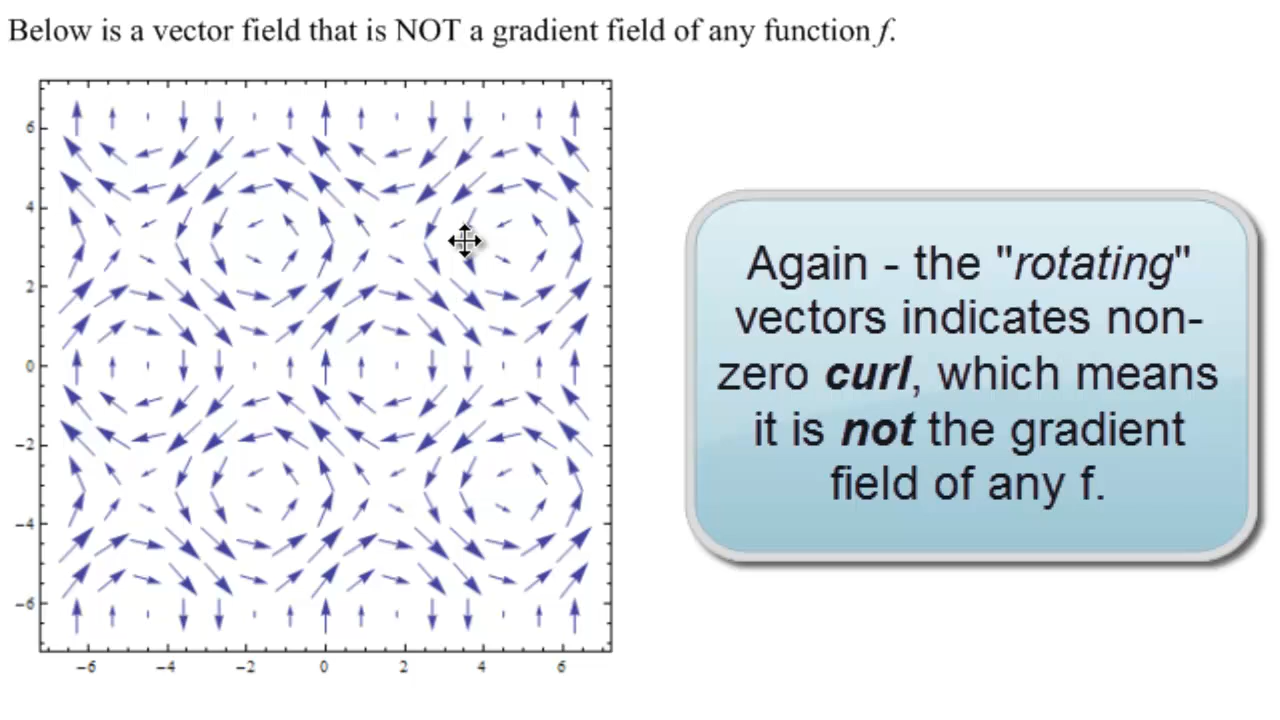 Below is a vector field that is NOT a gradient field of any function f.
6
4
2
0
−2
−4
−6
−6 −4 −2 0 2 4 6
Again - the "rotating"
vectors indicates non-
zero curl, which means
it is not the gradient
field of any f.